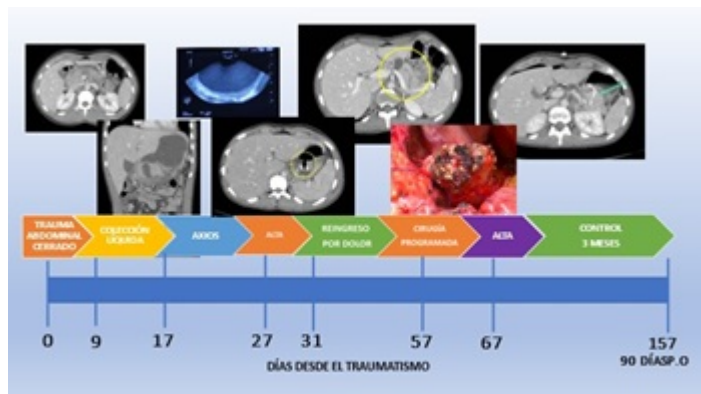 TRAUMA
ABDOMINAL
CERRADO
COLECCIÓN
LÍQUIDA
AXIOS
ALTA
REINGRESO
POR DOLOR
CIRUGÍA
PROGRAMADA
ALTA
CONTROL
3 MESES
0 9 17 27 31 57 67 157
DÍAS DESDE EL TRAUMATISMO
90 DÍASP.O